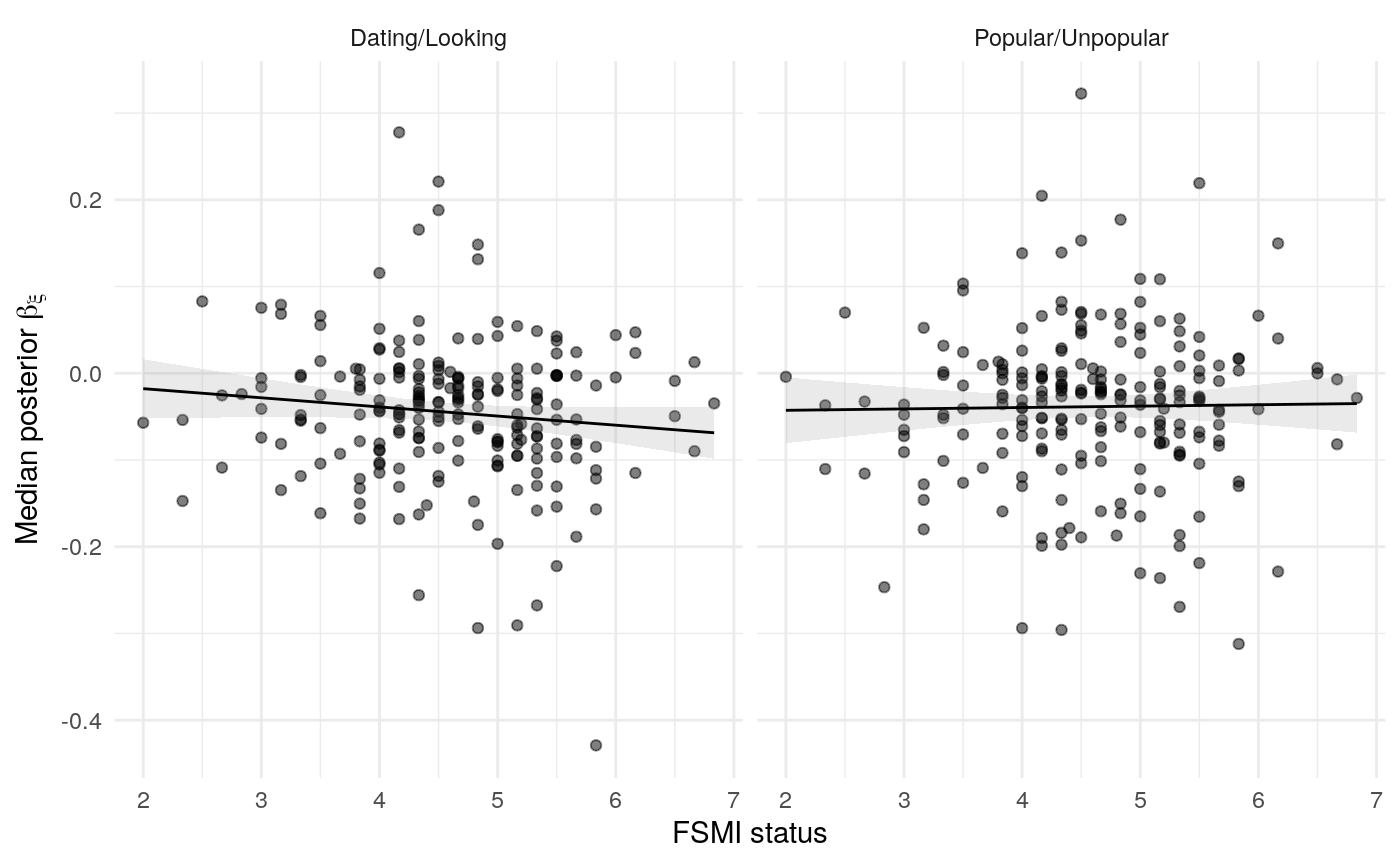 Dating/Looking
Popular/Unpopular
Median posterior βξ
0.2
0.0
-0.2
-0.4
2 3 4 5 6 7
2 3 4 5 6 7
FSMI status